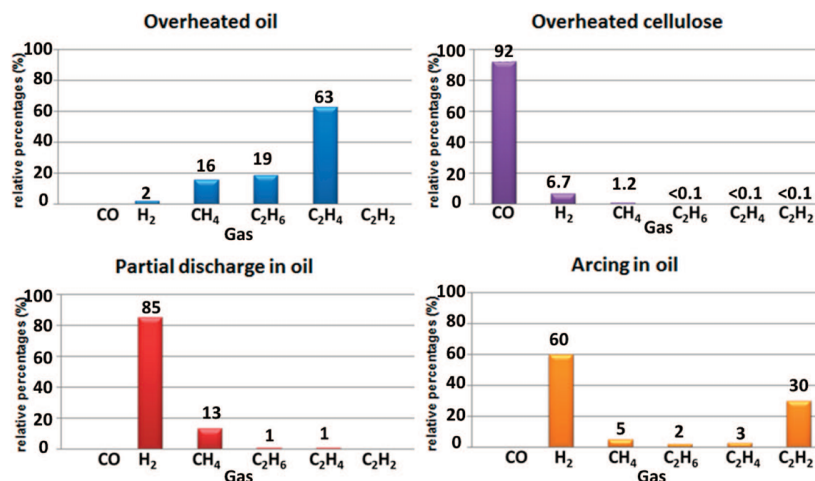 Overheated oil
relative percentages (%)
100
80
60
40
20
0
2
16
19
63
CO H₂ CH₄ C₂H₆ C₂H₄ C₂H₂
Gas
Overheated cellulose
relative percentages (%)
100
80
60
40
20
0
92
6.7
1.2
<0.1
<0.1
<0.1
CO H₂ CH₄ C₂H₆ C₂H₄ C₂H₂
Gas
Partial discharge in oil
relative percentages (%)
100
80
60
40
20
0
85
13
1
1
CO H₂ CH₄ C₂H₆ C₂H₄ C₂H₂
Gas
Arcing in oil
relative percentages (%)
100
80
60
40
20
0
60
5
2
3
30
CO H₂ CH₄ C₂H₆ C₂H₄ C₂H₂
Gas